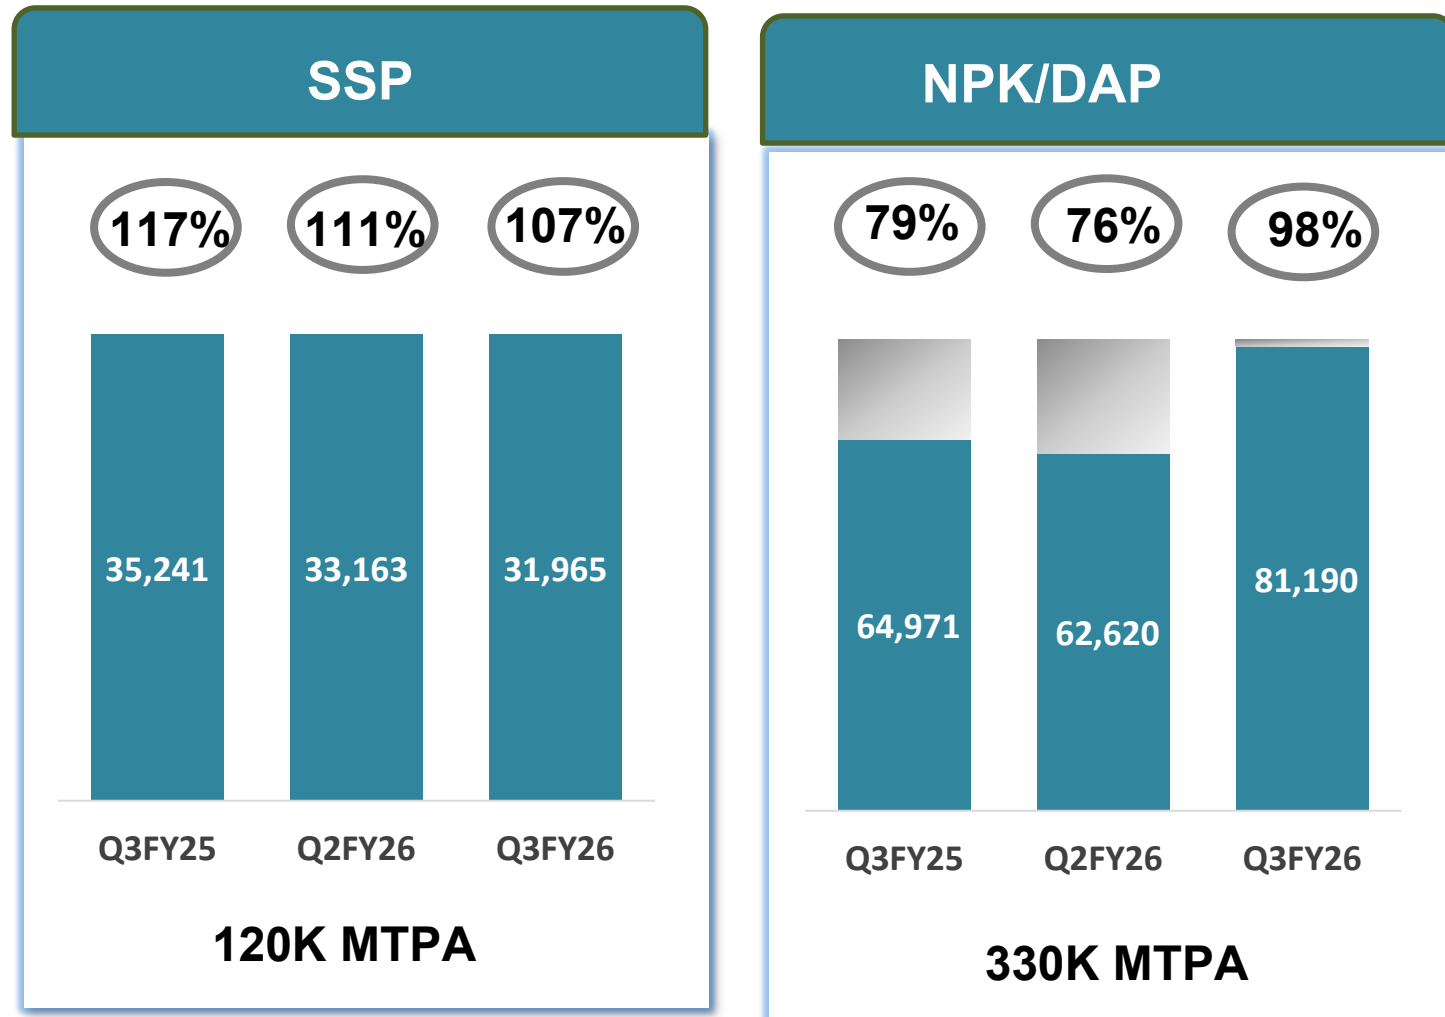 SSP
117% 111% 107%
35,241 33,163 31,965
Q3FY25 Q2FY26 Q3FY26
120K MTPA
NPK/DAP
79% 76% 98%
64,971 62,620 81,190
Q3FY25 Q2FY26 Q3FY26
330K MTPA